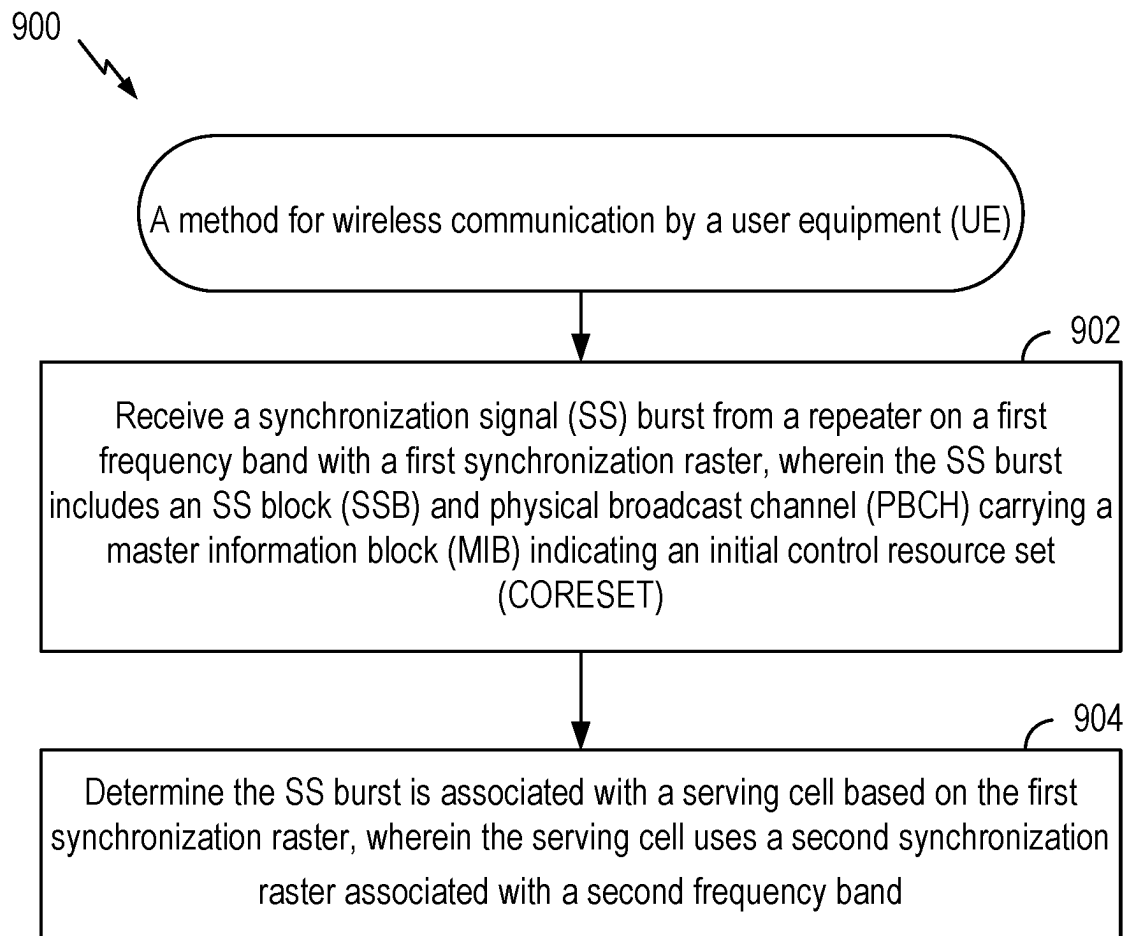 900
A method for wireless communication by a user equipment (UE)
902
Receive a synchronization signal (SS) burst from a repeater on a first
frequency band with a first synchronization raster, wherein the SS burst
includes an SS block (SSB) and physical broadcast channel (PBCH) carrying a
master information block (MIB) indicating an initial control resource set
(CORESET)
904
Determine the SS burst is associated with a serving cell based on the first
synchronization raster, wherein the serving cell uses a second synchronization
raster associated with a second frequency band